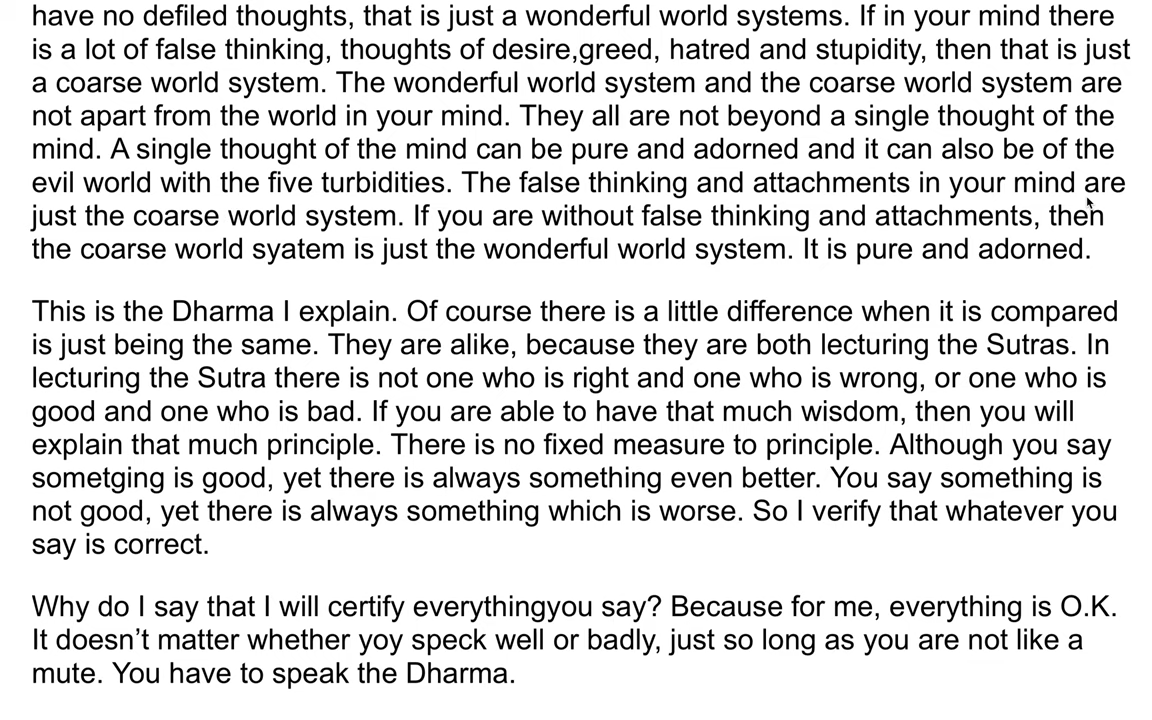 have no defiled thoughts, that is just a wonderful world systems. If in your mind there
is a lot of false thinking, thoughts of desire,greed, hatred and stupidity, then that is just
a coarse world system. The wonderful world system and the coarse world system are
not apart from the world in your mind. They all are not beyond a single thought of the
mind. A single thought of the mind can be pure and adorned and it can also be of the
evil world with the five turbidities. The false thinking and attachments in your mind are
just the coarse world system. If you are without false thinking and attachments, then
the coarse world syatem is just the wonderful world system. It is pure and adorned.
This is the Dharma I explain. Of course there is a little difference when it is compared
is just being the same. They are alike, because they are both lecturing the Sutras. In
lecturing the Sutra there is not one who is right and one who is wrong, or one who is
good and one who is bad. If you are able to have that much wisdom, then you will
explain that much principle. There is no fixed measure to principle. Although you say
sometging is good, yet there is always something even better. You say something is
not good, yet there is always something which is worse. So I verify that whatever you
say is correct.
Why do I say that I will certify everythingyou say? Because for me, everything is O.K.
It doesn’t matter whether yoy speck well or badly, just so long as you are not like a
mute. You have to speak the Dharma.